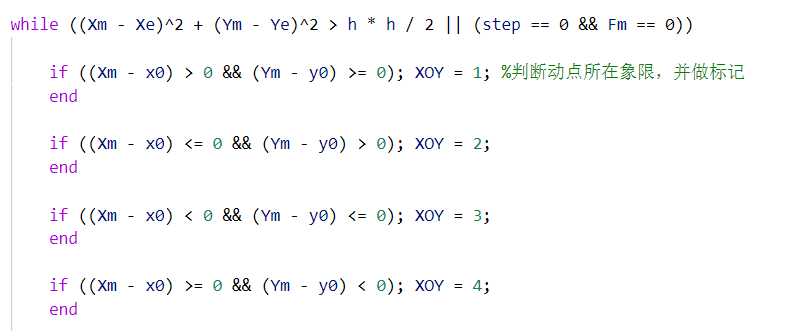 while ((Xm - Xe)^2 + (Ym - Ye)^2 > h * h / 2 || (step == 0 && Fm == 0))
if ((Xm - x0) > 0 && (Ym - y0) >= 0); XOY = 1; %判断动点所在象限，并做标记
end
if ((Xm - x0) <= 0 && (Ym - y0) > 0); XOY = 2;
end
if ((Xm - x0) < 0 && (Ym - y0) <= 0); XOY = 3;
end
if ((Xm - x0) >= 0 && (Ym - y0) < 0); XOY = 4;
end